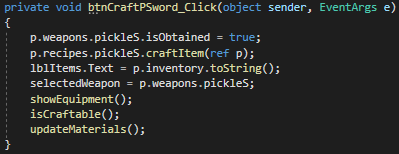 private void btnCraftPSword_Click(object sender, EventArgs e)
{
p.weapons.pickleS.isObtained = true;
p.recipes.pickleS.craftItem(ref p);
lblItems.Text = p.inventory.toString();
selectedWeapon = p.weapons.pickleS;
showEquipment();
isCraftable();
updateMaterials();
}